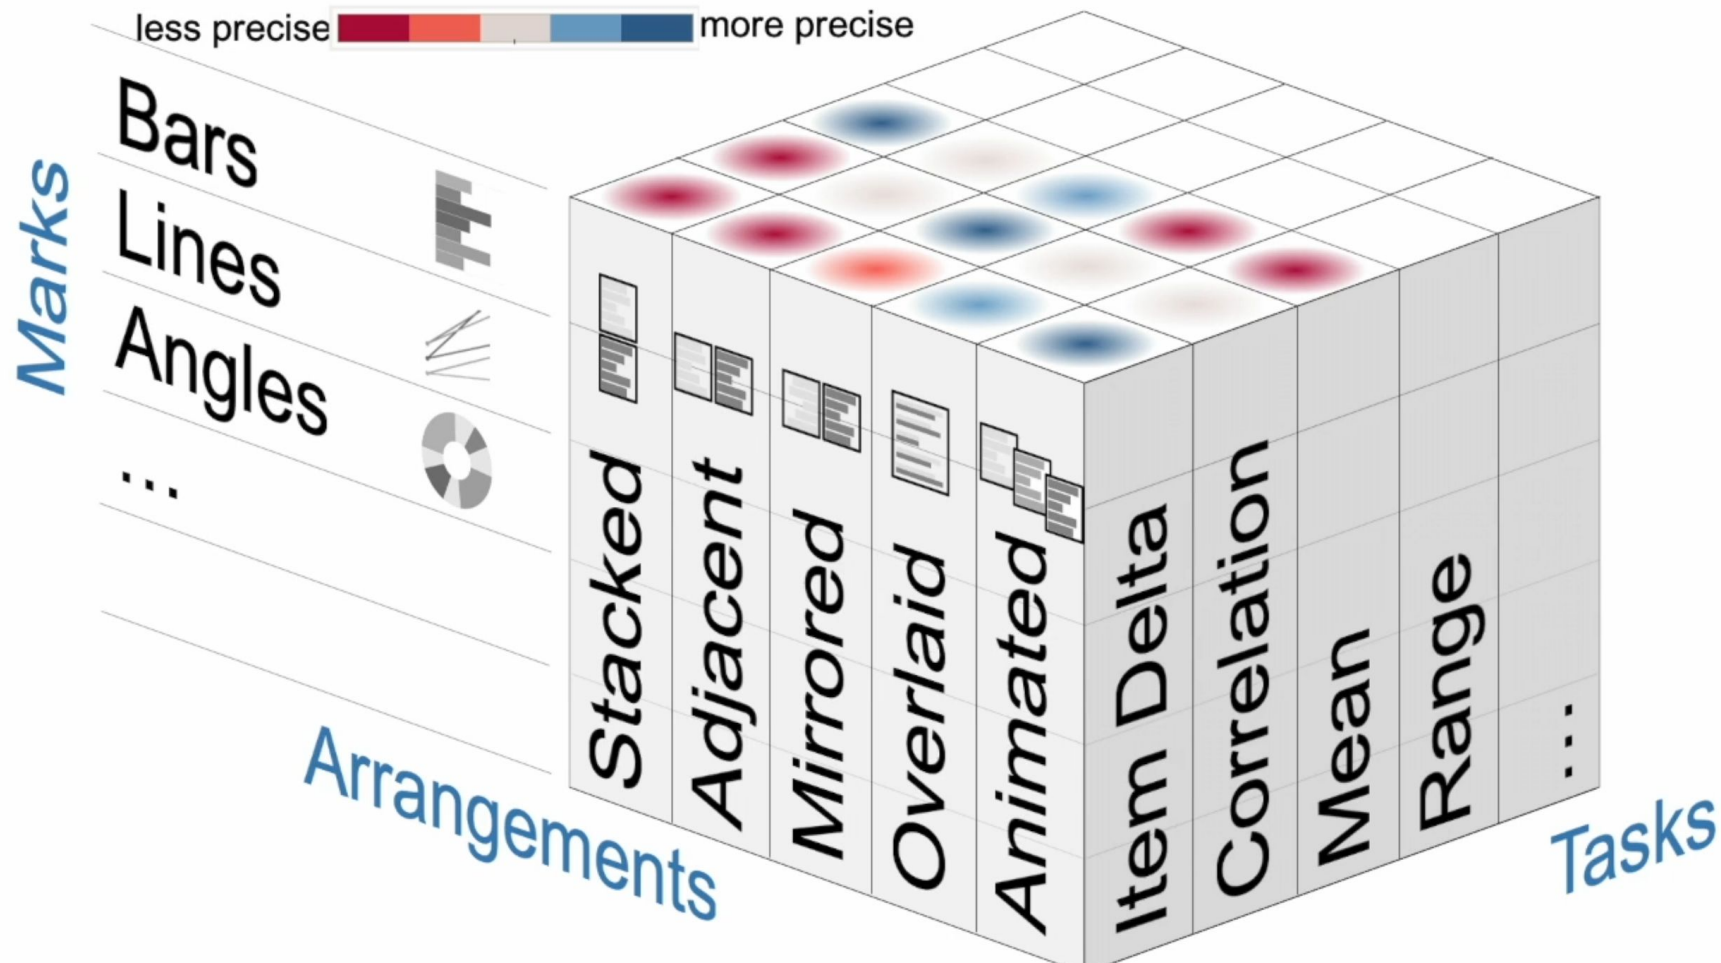 less precise
more precise
Marks
Bars
Lines
Angles
...
Arrangements
Stacked
Adjacent
Mirrored
Overlaid
Animated
Item Delta
Correlation
Mean
Range
...
Tasks